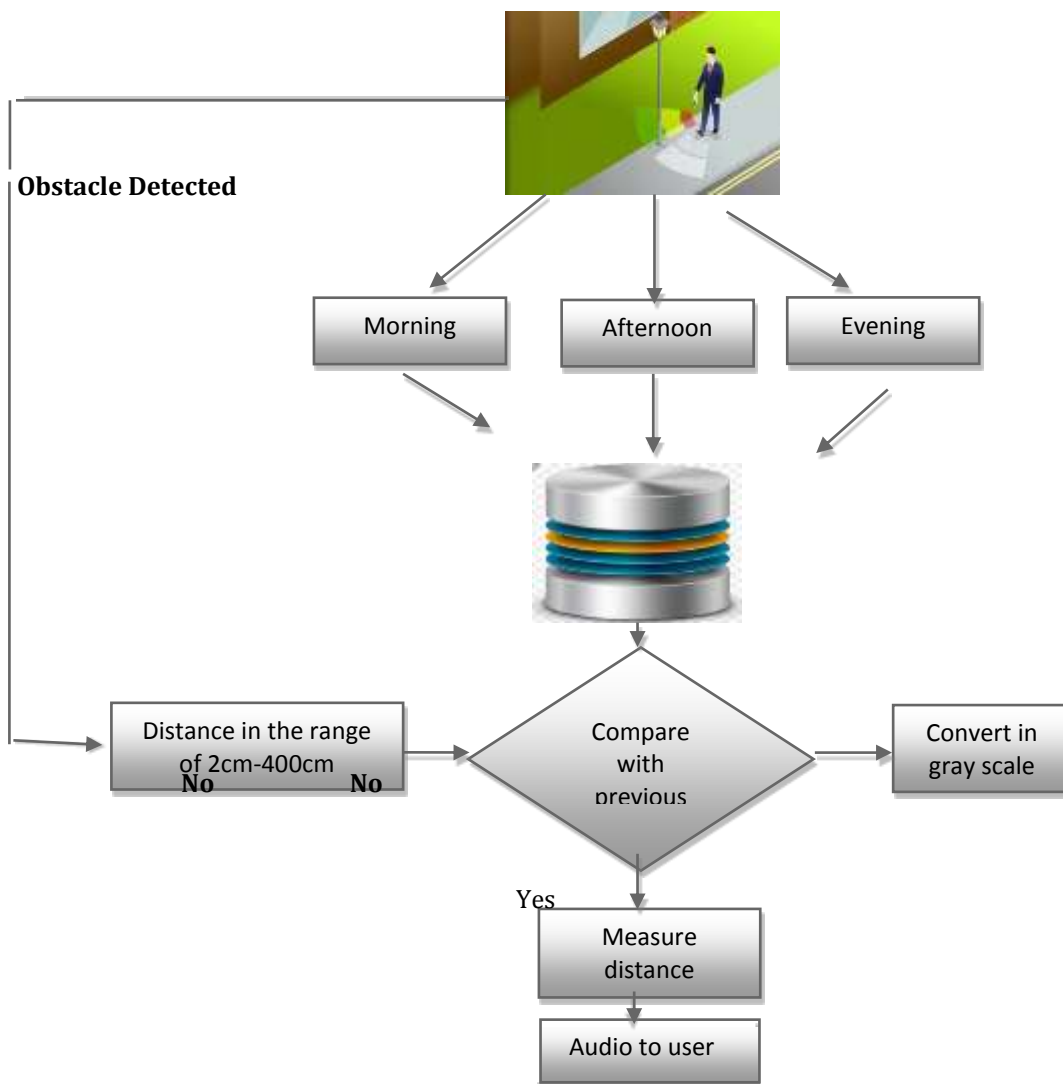 Obstacle Detected
Morning
Afternoon
Evening
Distance in the range
of 2cm-400cm
No
No
Compare
with
previous
Convert in
gray scale
Yes
Measure
distance
Audio to user